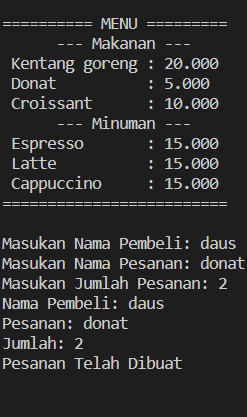 ========== MENU =========
--- Makanan ---
Kentang goreng : 20.000
Donat : 5.000
Croissant : 10.000
--- Minuman ---
Espresso : 15.000
Latte : 15.000
Cappuccino : 15.000
=========================
Masukan Nama Pembeli: daus
Masukan Nama Pesanan: donat
Masukan Jumlah Pesanan: 2
Nama Pembeli: daus
Pesanan: donat
Jumlah: 2
Pesanan Telah Dibuat